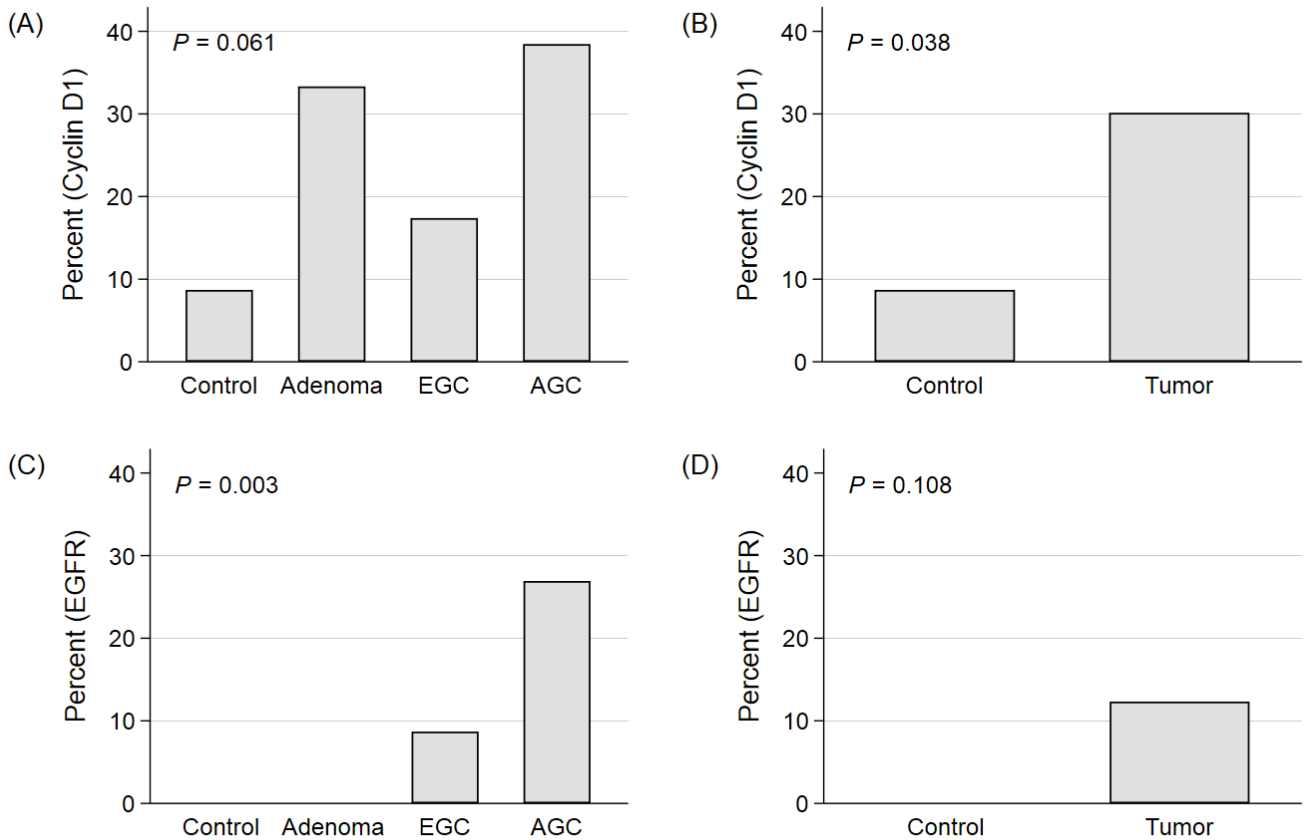 (A)
P = 0.061
Percent (Cyclin D1)
40
30
20
10
0
Control Adenoma EGC AGC
(B)
P = 0.038
Percent (Cyclin D1)
40
30
20
10
0
Control Tumor
(C)
P = 0.003
Percent (EGFR)
40
30
20
10
0
Control Adenoma EGC AGC
(D)
P = 0.108
Percent (EGFR)
40
30
20
10
0
Control Tumor